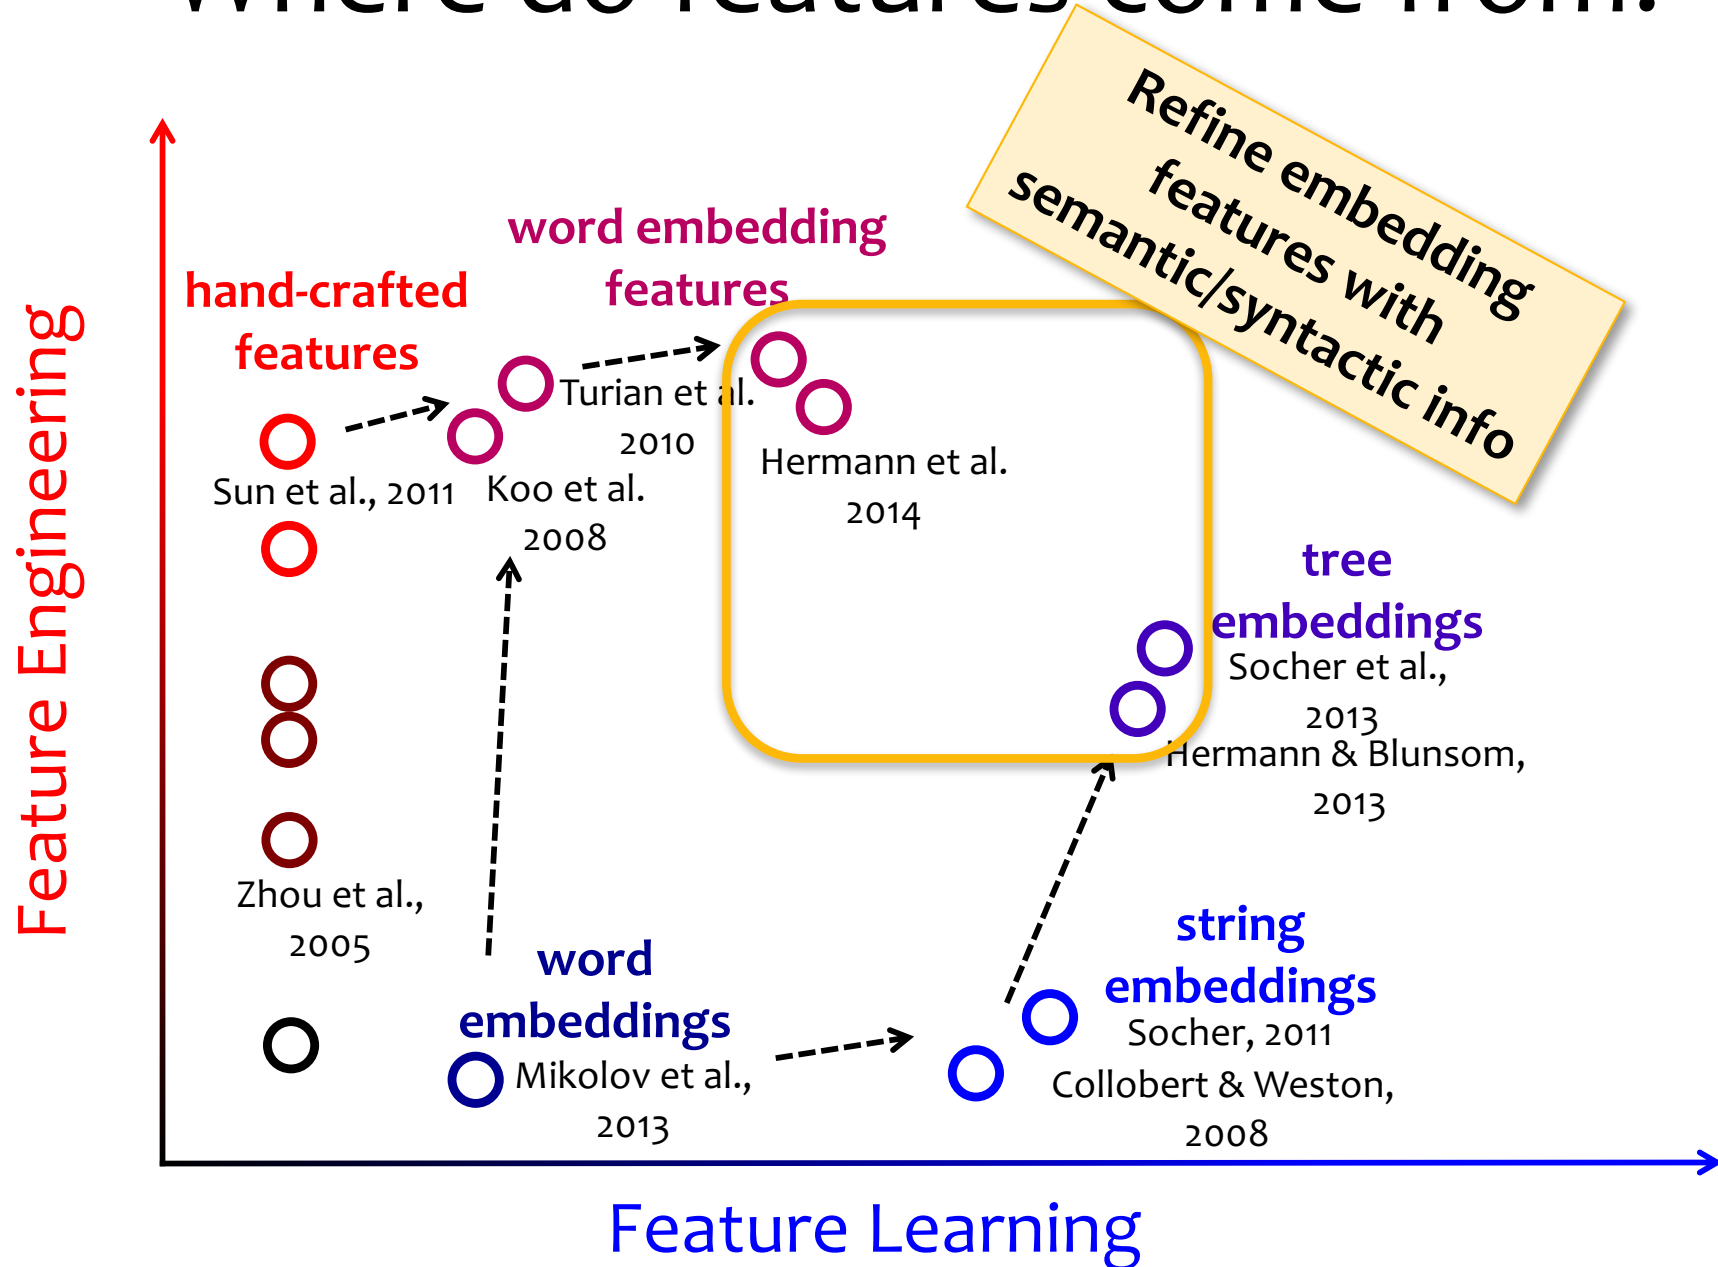 Where do features come from?
Refine embedding
features with
semantic/syntactic info
word embedding
features
hand-crafted
features
Turian et al.
2010
Hermann et al.
2014
Sun et al., 2011
Koo et al.
2008
tree
embeddings
Socher et al.,
2013
Hermann & Blunsom,
2013
Zhou et al.,
2005
word
embeddings
Mikolov et al.,
2013
string
embeddings
Socher, 2011
Collobert & Weston,
2008
Feature Engineering
Feature Learning